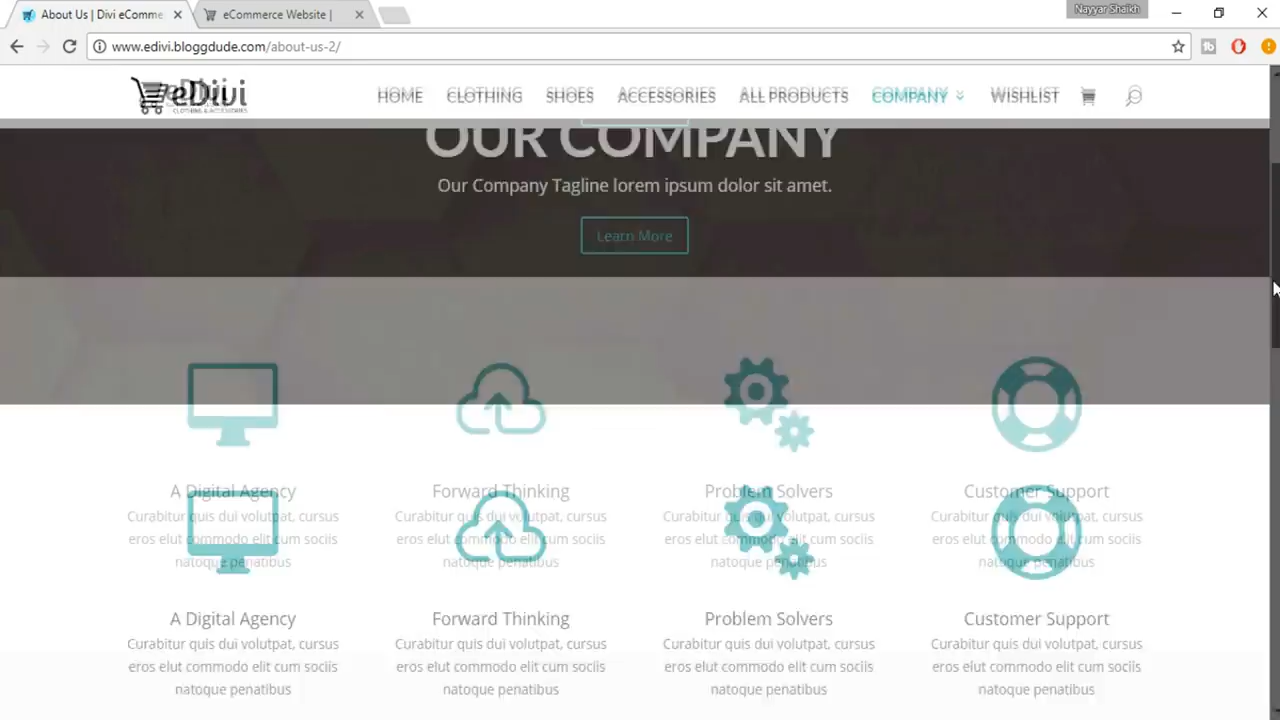 About Us | Divi eComme
eCommerce Website |
Nayyar Shaikh
www.edivi.bloggdude.com/about-us-2/
eDivi
CLOTHING & ACCESSORIES
HOME CLOTHING SHOES ACCESSORIES ALL PRODUCTS COMPANY WISHLIST
OUR COMPANY
Our Company Tagline lorem ipsum dolor sit amet.
Learn More
A Digital Agency Forward Thinking Problem Solvers Customer Support
Curabitur quis dui volutpat, cursus Curabitur quis dui volutpat, cursus Curabitur quis dui volutpat, cursus Curabitur quis dui volutpat, cursus
eros elut commodo elit cum sociis eros elut commodo elit cum sociis eros elut commodo elit cum sociis eros elut commodo elit cum sociis
natoque penatibus natoque penatibus natoque penatibus natoque penatibus
A Digital Agency Forward Thinking Problem Solvers Customer Support
Curabitur quis dui volutpat, cursus Curabitur quis dui volutpat, cursus Curabitur quis dui volutpat, cursus Curabitur quis dui volutpat, cursus
eros elut commodo elit cum sociis eros elut commodo elit cum sociis eros elut commodo elit cum sociis eros elut commodo elit cum sociis
natoque penatibus natoque penatibus natoque penatibus natoque penatibus